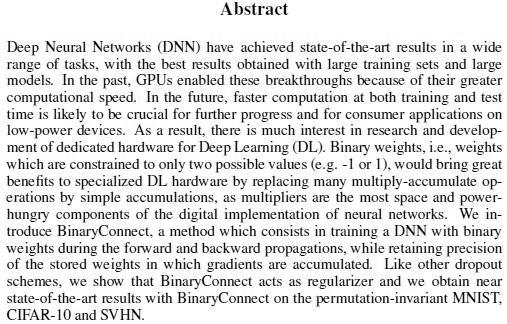 Abstract
Deep Neural Networks (DNN) have achieved state-of-the-art results in a wide
range of tasks, with the best results obtained with large training sets and large
models. In the past, GPUs enabled these breakthroughs because of their greater
computational speed. In the future, faster computation at both training and test
time is likely to be crucial for further progress and for consumer applications on
low-power devices. As a result, there is much interest in research and develop-
ment of dedicated hardware for Deep Learning (DL). Binary weights, i.e., weights
which are constrained to only two possible values (e.g. -1 or 1), would bring great
benefits to specialized DL hardware by replacing many multiply-accumulate op-
erations by simple accumulations, as multipliers are the most space and power-
hungry components of the digital implementation of neural networks. We in-
troduce BinaryConnect, a method which consists in training a DNN with binary
weights during the forward and backward propagations, while retaining precision
of the stored weights in which gradients are accumulated. Like other dropout
schemes, we show that BinaryConnect acts as regularizer and we obtain near
state-of-the-art results with BinaryConnect on the permutation-invariant MNIST,
CIFAR-10 and SVHN.